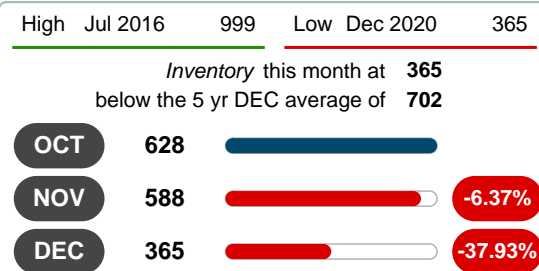 High Jul 2016 999 Low Dec 2020 365
Inventory this month at 365
below the 5 yr DEC average of 702
OCT 628
NOV 588 -6.37%
DEC 365 -37.93%